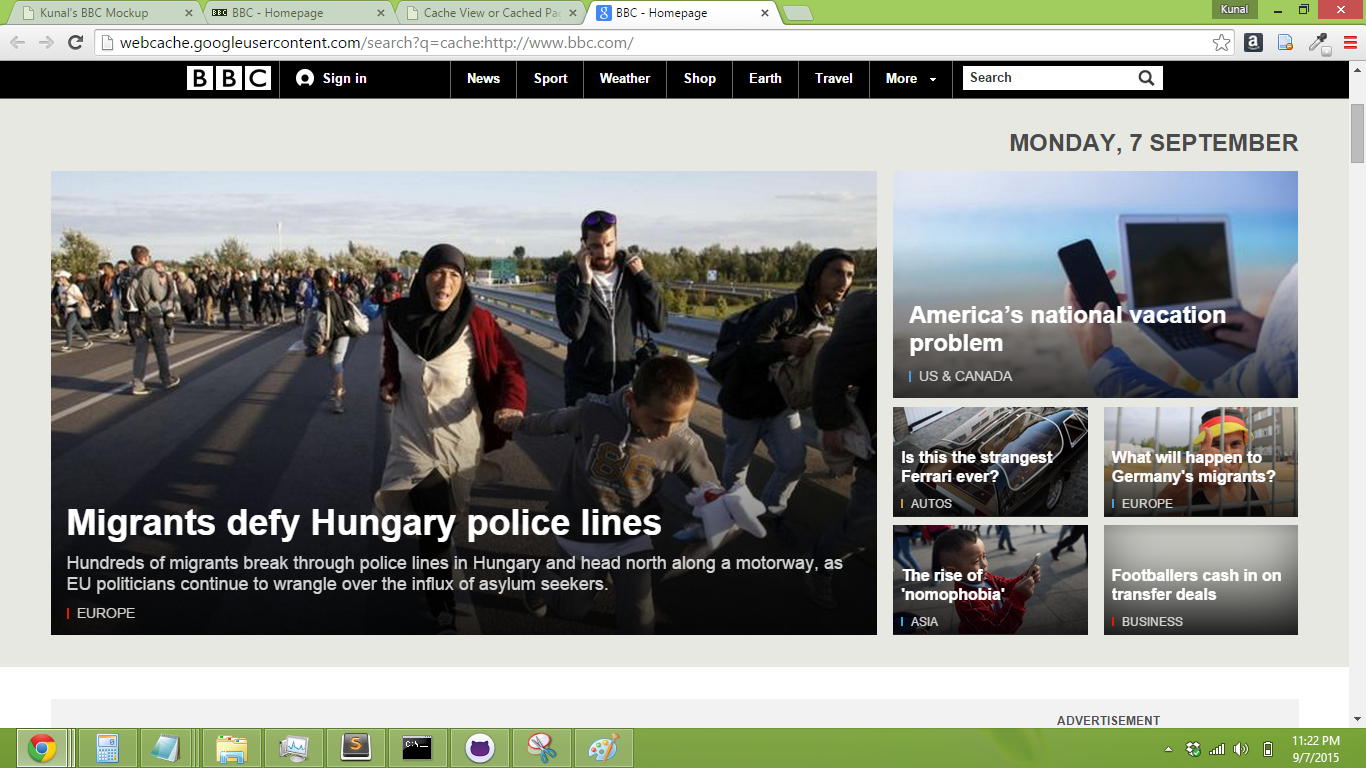 Kunal's BBC Mockup
BBC - Homepage
Cache View or Cached Pag
BBC - Homepage
Kunal
webcache.googleusercontent.com/search?q=cache:http://www.bbc.com/
BBC
Sign in
News
Sport
Weather
Shop
Earth
Travel
More
Search
MONDAY, 7 SEPTEMBER
Migrants defy Hungary police lines
Hundreds of migrants break through police lines in Hungary and head north along a motorway, as
EU politicians continue to wrangle over the influx of asylum seekers.
EUROPE
America's national vacation
problem
US & CANADA
Is this the strangest
Ferrari ever?
AUTOS
What will happen to
Germany's migrants?
EUROPE
The rise of
'nomophobia'
ASIA
Footballers cash in on
transfer deals
BUSINESS
ADVERTISEMENT
11:22 PM
9/7/2015